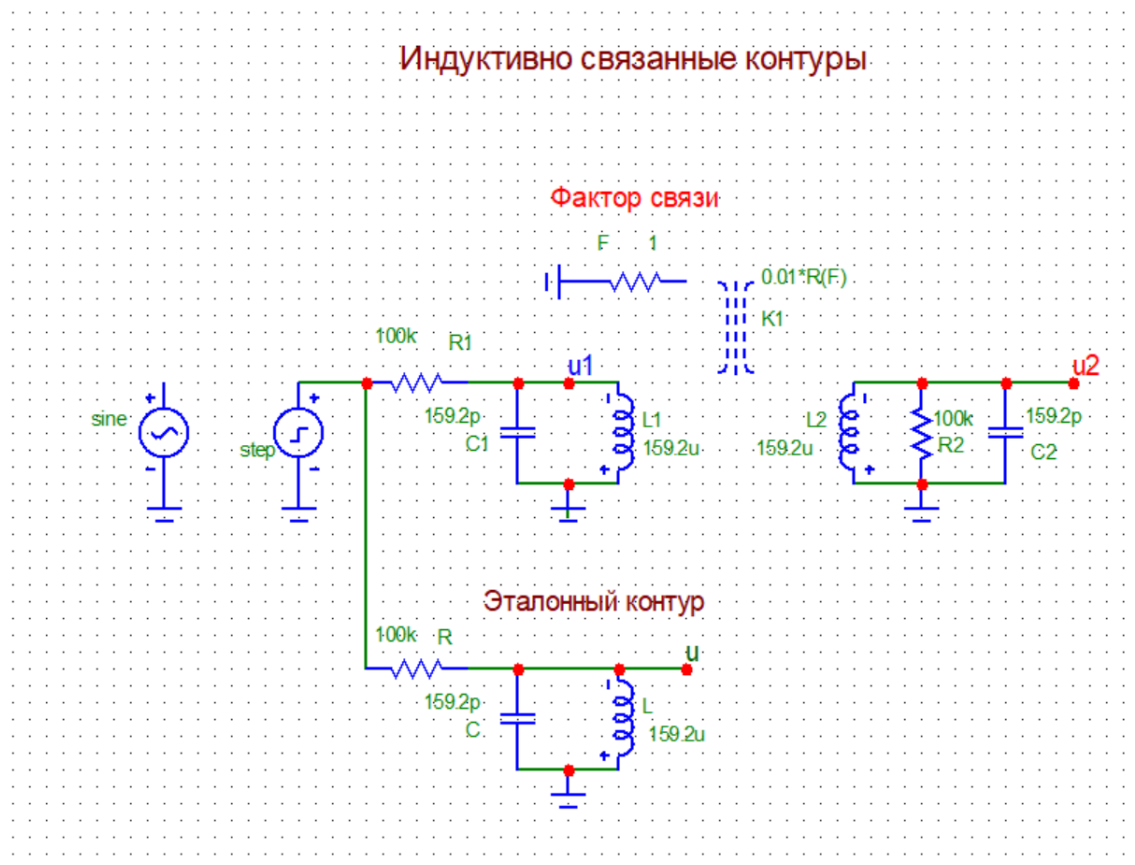 Индуктивно связанные контуры
Фактор связи
F 1
0.01*R(F)
K1
100k R1
u1
u2
sine
step
159.2p
C1
L1
159.2u
L2
159.2u
100k
R2
159.2p
C2
Эталонный контур
100k R
u
159.2p
C
L
159.2u